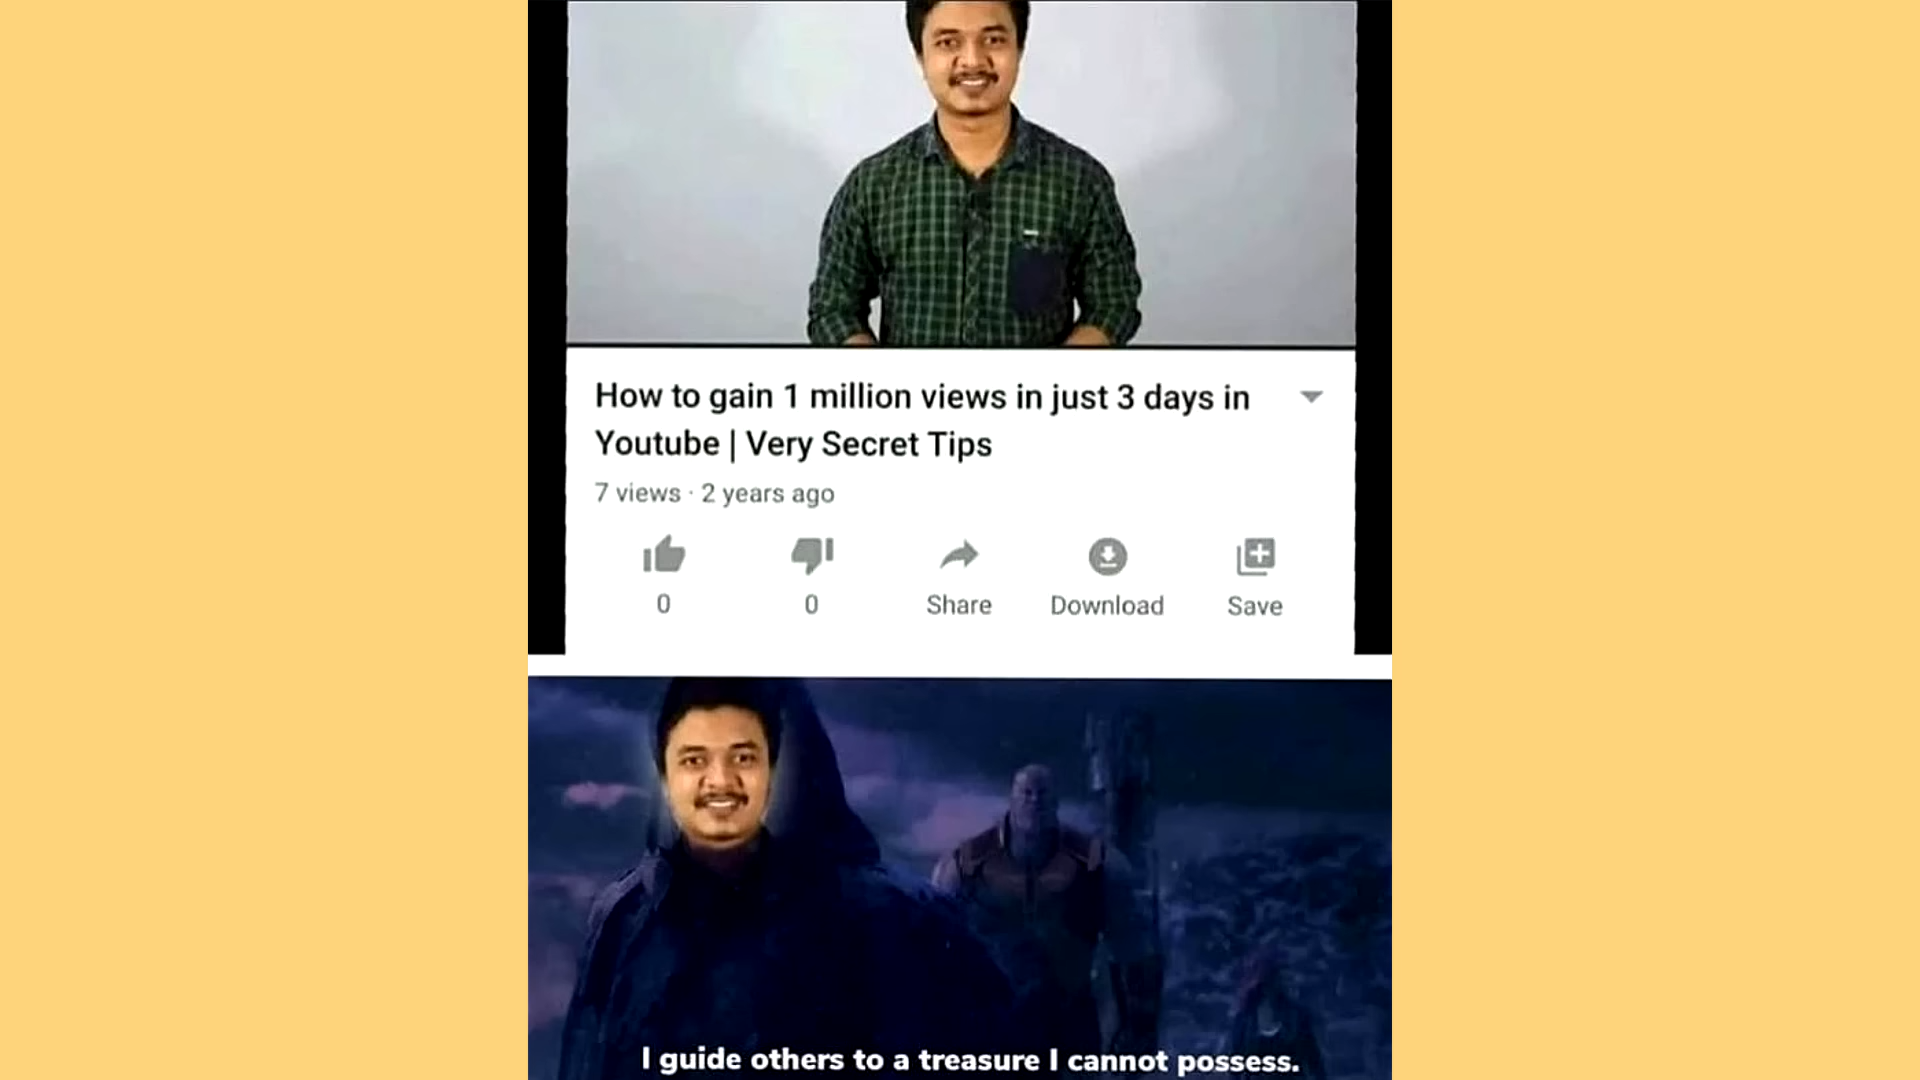 How to gain 1 million views in just 3 days in
Youtube | Very Secret Tips
7 views · 2 years ago
0
0
Share
Download
Save
I guide others to a treasure I cannot possess.